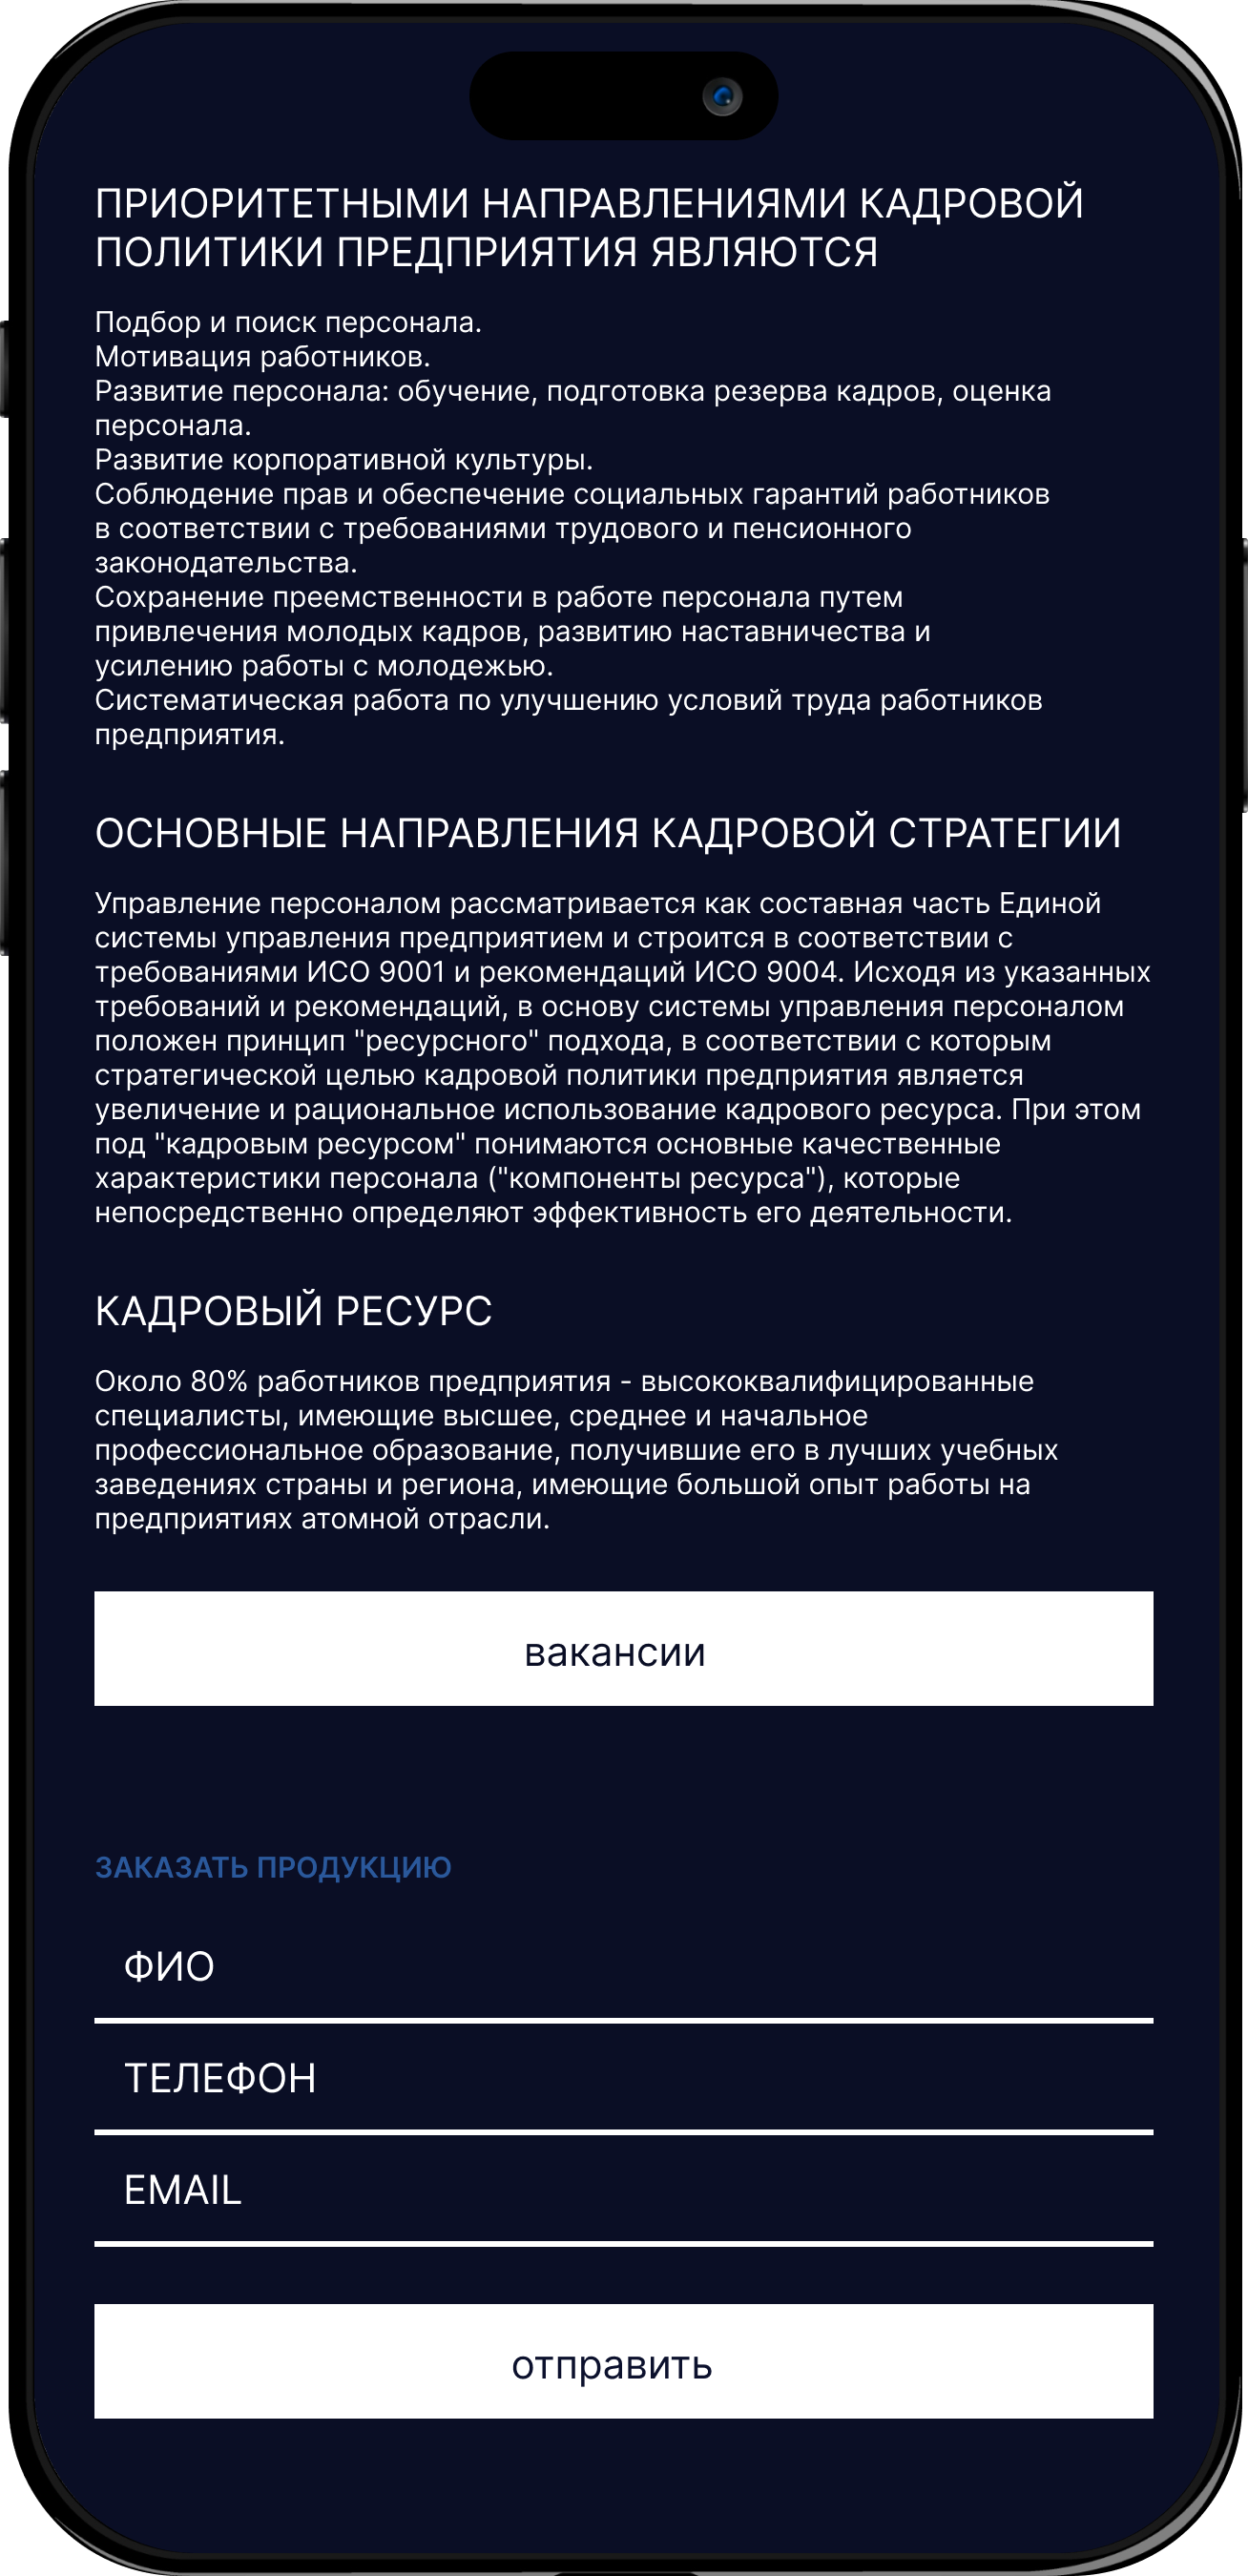 ПРИОРИТЕТНЫМИ НАПРАВЛЕНИЯМИ КАДРОВОЙ
ПОЛИТИКИ ПРЕДПРИЯТИЯ ЯВЛЯЮТСЯ
Подбор и поиск персонала.
Мотивация работников.
Развитие персонала: обучение, подготовка резерва кадров, оценка
персонала.
Развитие корпоративной культуры.
Соблюдение прав и обеспечение социальных гарантий работников
в соответствии с требованиями трудового и пенсионного
законодательства.
Сохранение преемственности в работе персонала путем
привлечения молодых кадров, развитию наставничества и
усилению работы с молодежью.
Систематическая работа по улучшению условий труда работников
предприятия.
ОСНОВНЫЕ НАПРАВЛЕНИЯ КАДРОВОЙ СТРАТЕГИИ
Управление персоналом рассматривается как составная часть Единой
системы управления предприятием и строится в соответствии с
требованиями ИСО 9001 и рекомендаций ИСО 9004. Исходя из указанных
требований и рекомендаций, в основу системы управления персоналом
положен принцип "ресурсного" подхода, в соответствии с которым
стратегической целью кадровой политики предприятия является
увеличение и рациональное использование кадрового ресурса. При этом
под "кадровым ресурсом" понимаются основные качественные
характеристики персонала ("компоненты ресурса"), которые
непосредственно определяют эффективность его деятельности.
КАДРОВЫЙ РЕСУРС
Около 80% работников предприятия - высококвалифицированные
специалисты, имеющие высшее, среднее и начальное
профессиональное образование, получившие его в лучших учебных
заведениях страны и региона, имеющие большой опыт работы на
предприятиях атомной отрасли.
вакансии
ЗАКАЗАТЬ ПРОДУКЦИЮ
ФИО
ТЕЛЕФОН
EMAIL
отправить